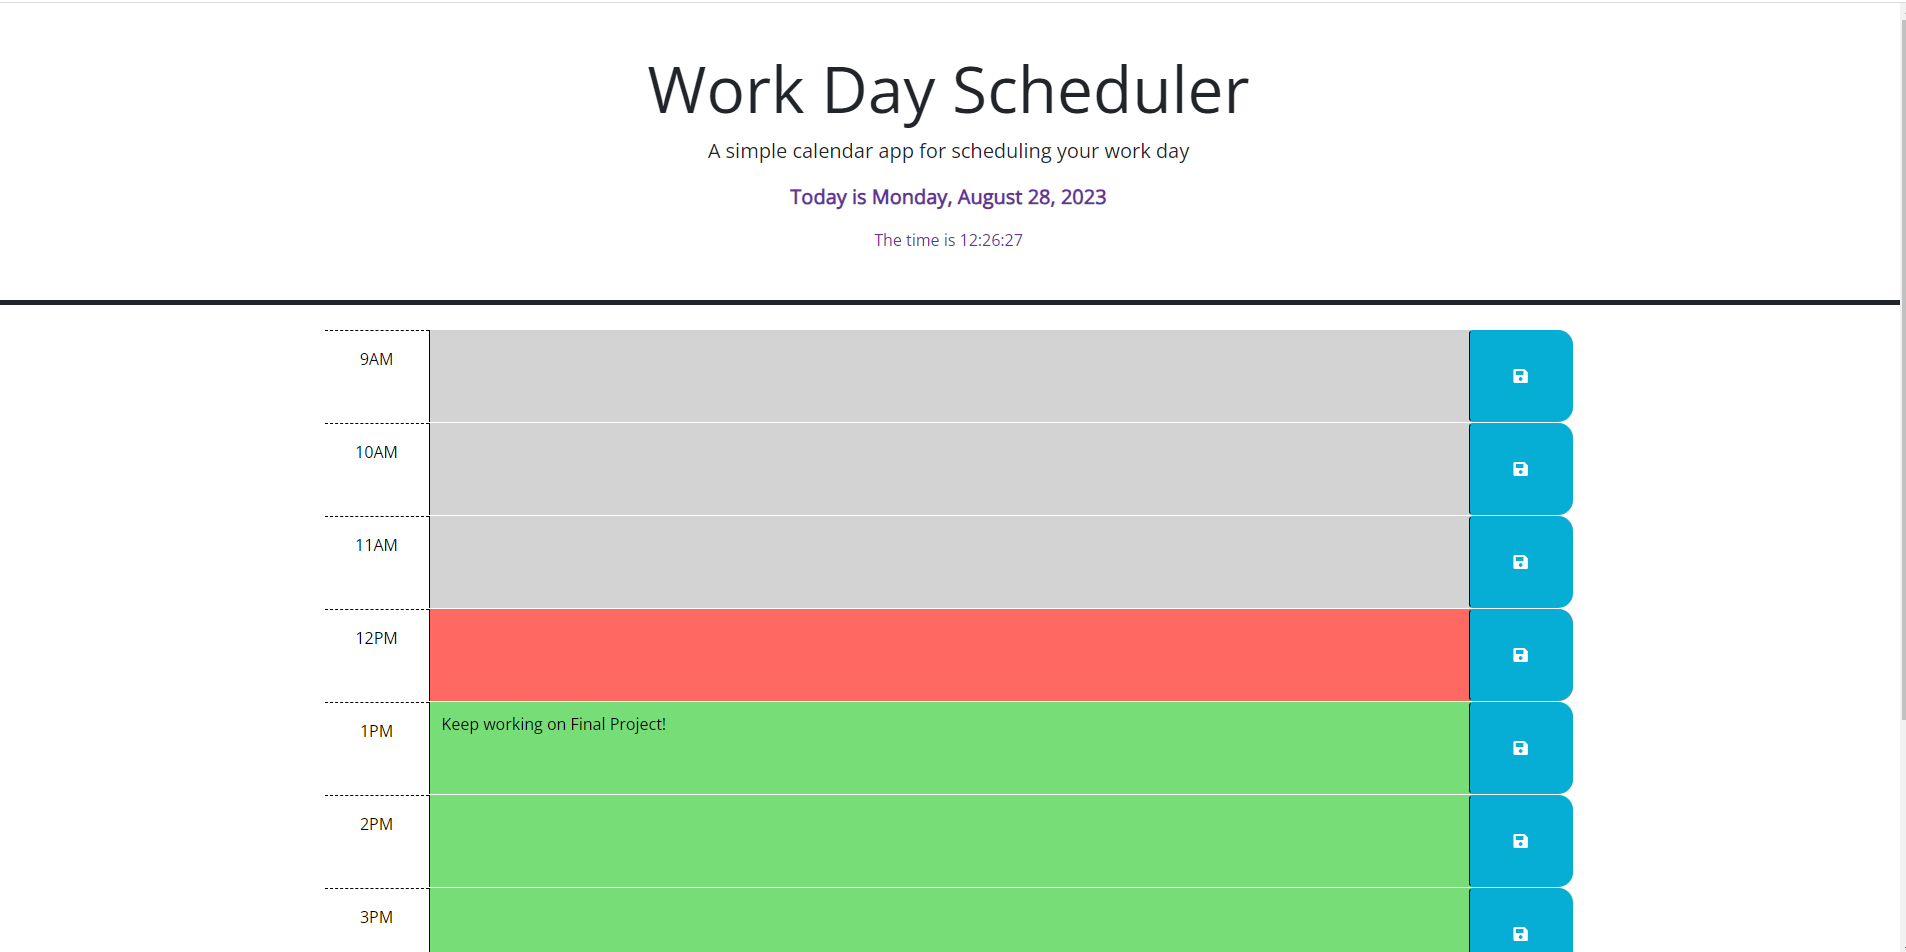 Work Day Scheduler
A simple calendar app for scheduling your work day
Today is Monday, August 28, 2023
The time is 12:26:27
9AM
10AM
11AM
12PM
1PM
Keep working on Final Project!
2PM
3PM